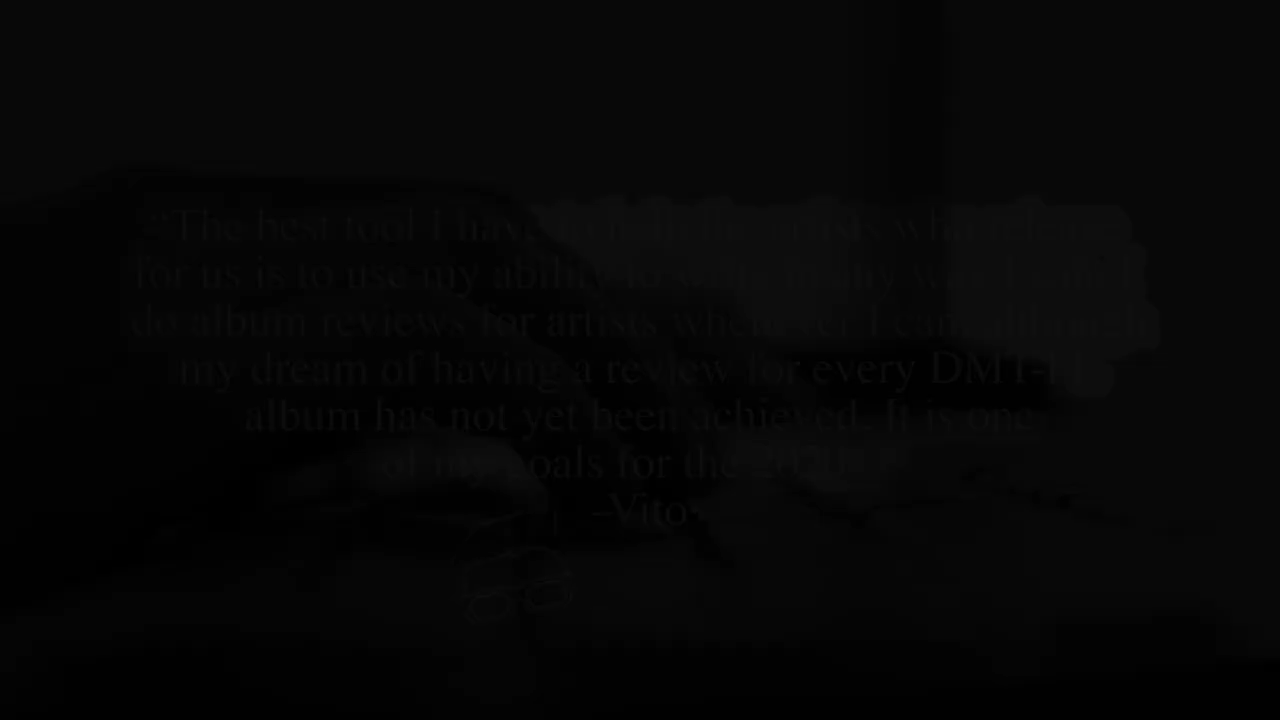 "The best tool I have to help the artists who release
for us is to use my ability to write in any way I can. I
do album reviews for artists whenever I can, although
my dream of having a review for every DMT-FL
album has not yet been achieved. It is one
of my goals for the
-Vito